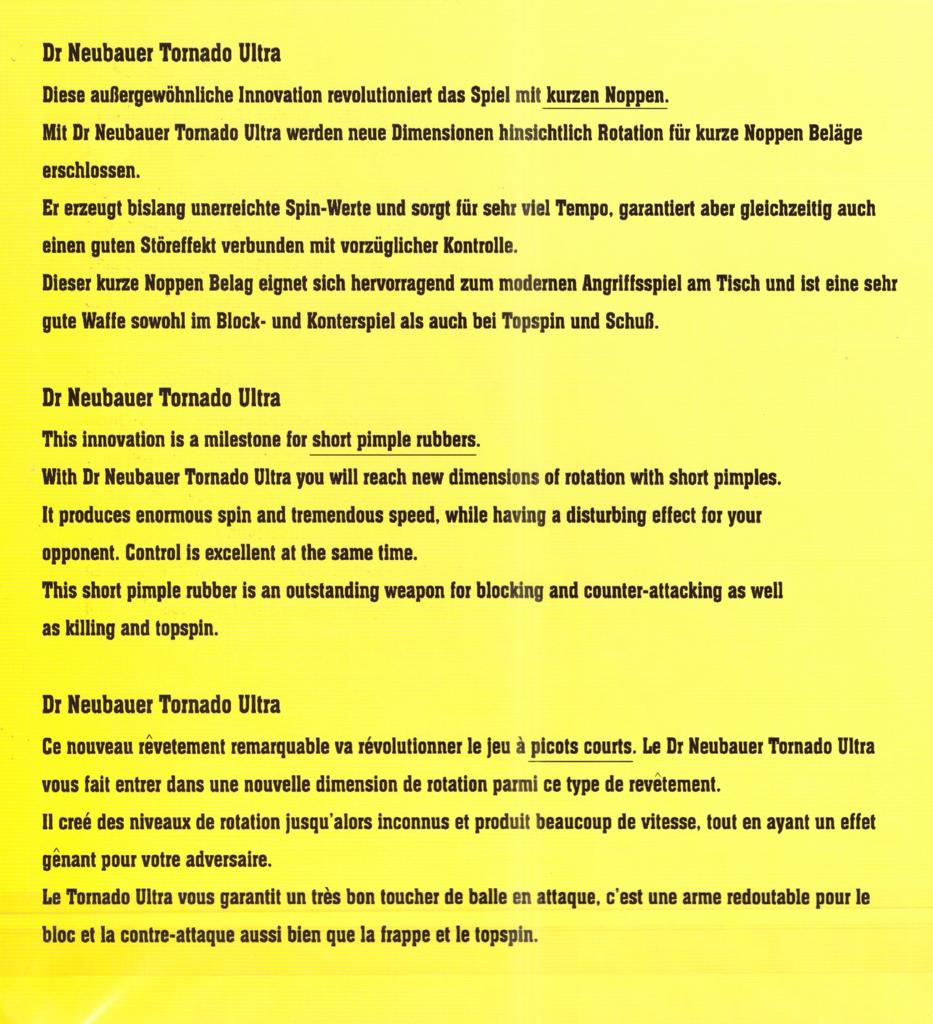 Dr Neubauer Tornado Ultra
Diese außergewöhnliche Innovation revolutioniert das Spiel mit kurzen Noppen.
Mit Dr Neubauer Tornado Ultra werden neue Dimensionen hinsichtlich Rotation für kurze Noppen Beläge
erschlossen.
Er erzeugt bislang unerreichte Spin-Werte und sorgt für sehr viel Tempo, garantiert aber gleichzeitig auch
einen guten Störeffekt verbunden mit vorzüglicher Kontrolle.
Dieser kurze Noppen Belag eignet sich hervorragend zum modernen Angriffsspiel am Tisch und ist eine sehr
gute Waffe sowohl im Block- und Konterspiel als auch bei Topspin und Schuß.
Dr Neubauer Tornado Ultra
This innovation is a milestone for short pimple rubbers.
With Dr Neubauer Tornado Ultra you will reach new dimensions of rotation with short pimples.
It produces enormous spin and tremendous speed, while having a disturbing effect for your
opponent. Control is excellent at the same time.
This short pimple rubber is an outstanding weapon for blocking and counter-attacking as well
as killing and topspin.
Dr Neubauer Tornado Ultra
Ce nouveau rêvetement remarquable va révolutionner le jeu à picots courts. Le Dr Neubauer Tornado Ultra
vous fait entrer dans une nouvelle dimension de rotation parmi ce type de revêtement.
Il creé des niveaux de rotation jusqu'alors inconnus et produit beaucoup de vitesse, tout en ayant un effet
gênant pour votre adversaire.
Le Tornado Ultra vous garantit un très bon toucher de balle en attaque, c'est une arme redoutable pour le
bloc et la contre-attaque aussi bien que la frappe et le topspin.